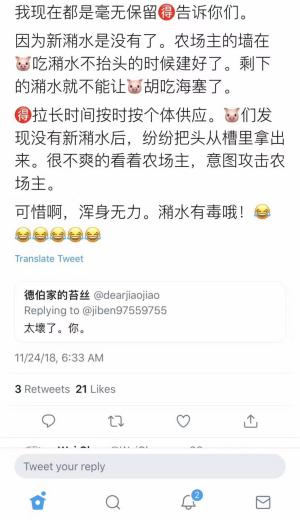 我现在都是毫无保留🉐告诉你们。
因为新潲水是没有了。农场主的墙在
🐷吃潲水不抬头的时候建好了。剩下
的潲水就不能让🐷胡吃海塞了。
🉐拉长时间按时按个体供应。🐷们发
现没有新潲水后，纷纷把头从槽里拿出
来。很不爽的看着农场主，意图攻击农
场主。
可惜啊，浑身无力。潲水有毒哦！😂
😂😂😂😂😂
Translate Tweet
德伯家的苔丝 @dearjiaojiao
Replying to @jiben97559755
太壞了。你。
11/24/18, 6:33 AM
3 Retweets 21 Likes
Tweet your reply
2